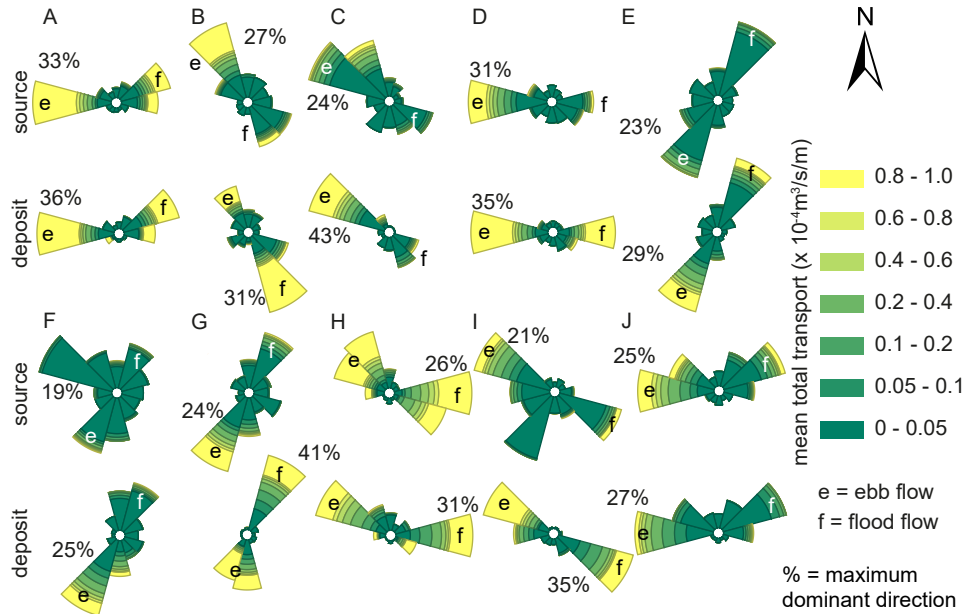 A B C D E N
33% 27% 31%
source e f e f e f 24% e f f 23% e
36% 35%
deposit e f e f 31% 43% f e f 29% f e
mean total transport (x 10⁻⁴m³/s/m)
0.8 - 1.0
0.6 - 0.8
0.4 - 0.6
0.2 - 0.4
0.1 - 0.2
0.05 - 0.1
0 - 0.05
F G H I J
source 19% f e 24% f e e 26% f e 21% f 25% e f
deposit 25% f e 41% f e e 31% f e 35% f 27% e f
e = ebb flow
f = flood flow
% = maximum
dominant direction